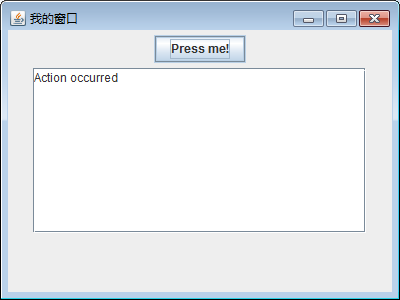 我的窗口
Press me!
Action occurred